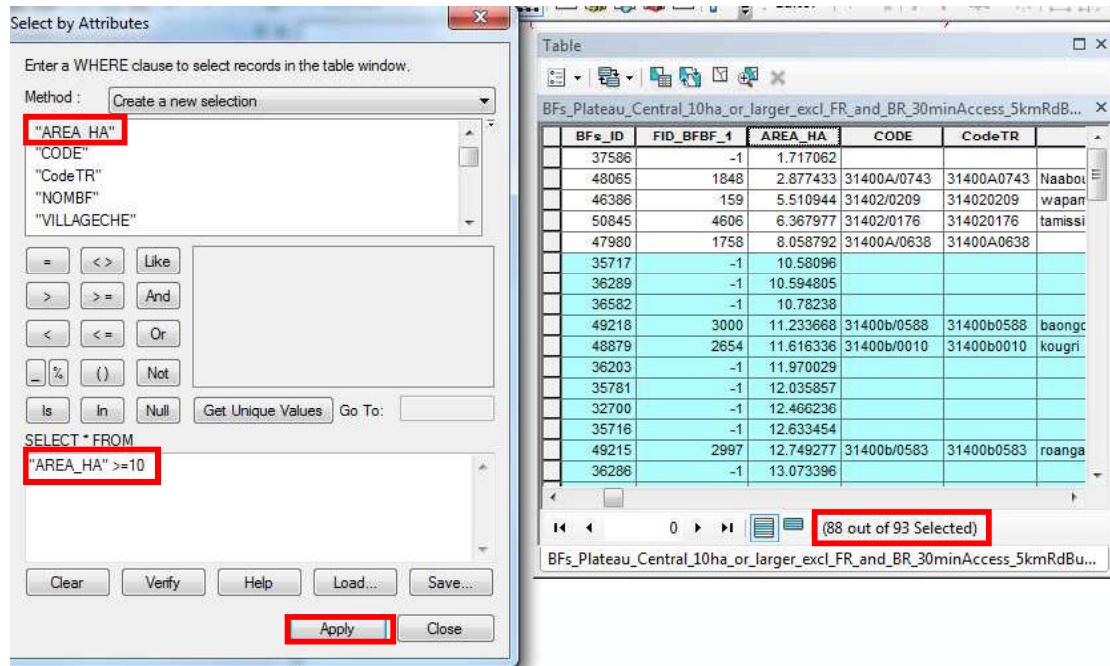 Select by Attributes
Enter a WHERE clause to select records in the table window.
Method : Create a new selection
"AREA_HA"
"CODE"
"CodeTR"
"NOMBF"
"VILLAGECHE"
= < > Like
> > = And
< < = Or
_ % () Not
Is In Null Get Unique Values Go To:
SELECT * FROM
"AREA_HA" >=10
Clear Verify Help Load... Save...
Apply Close
Table
BFs_Plateau_Central_10ha_or_larger_excl_FR_and_BR_30minAccess_5kmRdB...
BFs_ID FID_BFBF_1 AREA_HA CODE CodeTR
37586 -1 1.717062
48065 1848 2.877433 31400A/0743 31400A0743 Naabou
46386 159 5.510944 31402/0209 314020209 wapam
50845 4606 6.367977 31402/0176 314020176 tamissi
47980 1758 8.058792 31400A/0638 31400A0638
35717 -1 10.58096
36289 -1 10.594805
36582 -1 10.78238
49218 3000 11.233668 31400b/0588 31400b0588 baongo
48879 2654 11.616336 31400b/0010 31400b0010 kougri
36203 -1 11.970029
35781 -1 12.035857
32700 -1 12.466236
35716 -1 12.633454
49215 2997 12.749277 31400b/0583 31400b0583 roanga
36286 -1 13.073396
0 (88 out of 93 Selected)
BFs_Plateau_Central_10ha_or_larger_excl_FR_and_BR_30minAccess_5kmRdBu...